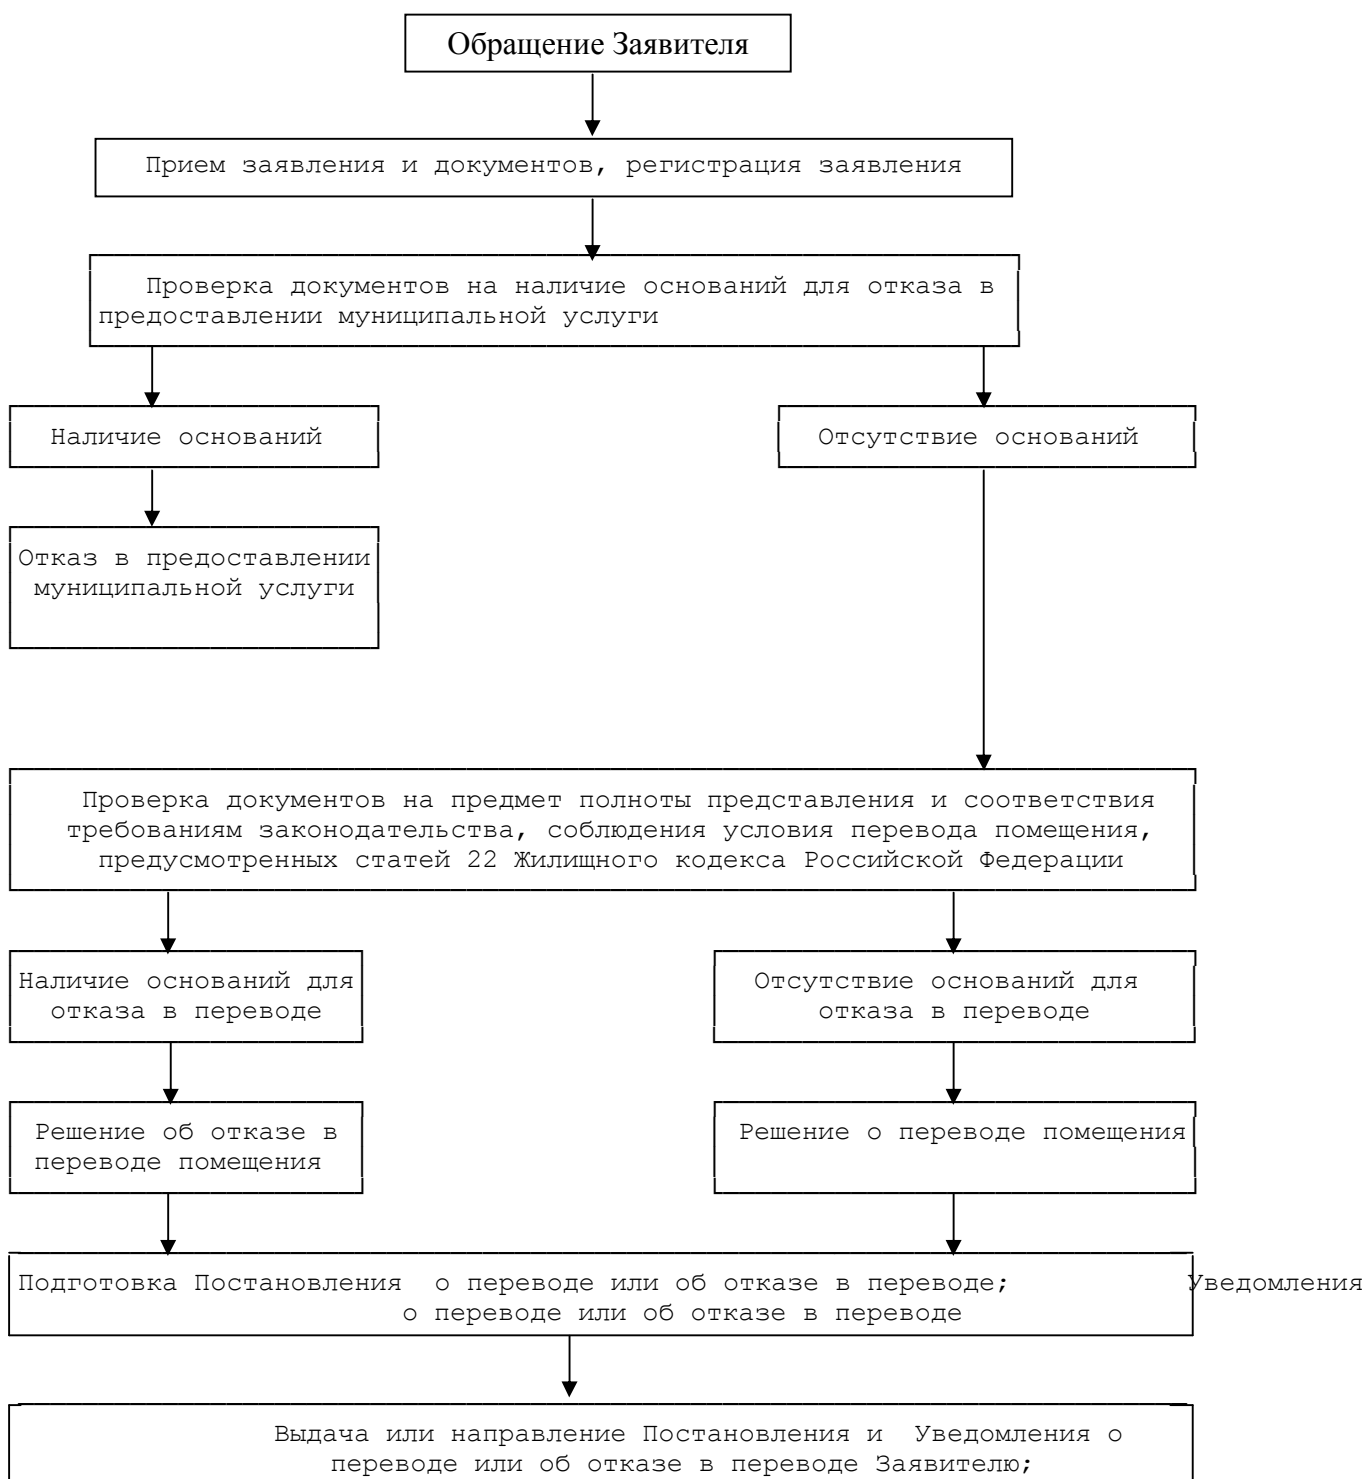 Обращение Заявителя
Прием заявления и документов, регистрация заявления
Проверка документов на наличие оснований для отказа в
предоставлении муниципальной услуги
Наличие оснований
Отсутствие оснований
Отказ в предоставлении
муниципальной услуги
Проверка документов на предмет полноты представления и соответствия
требованиям законодательства, соблюдения условия перевода помещения,
предусмотренных статей 22 Жилищного кодекса Российской Федерации
Наличие оснований для
отказа в переводе
Отсутствие оснований для
отказа в переводе
Решение об отказе в
переводе помещения
Решение о переводе помещения
Подготовка Постановления о переводе или об отказе в переводе; Уведомления
о переводе или об отказе в переводе
Выдача или направление Постановления и Уведомления о
переводе или об отказе в переводе Заявителю;